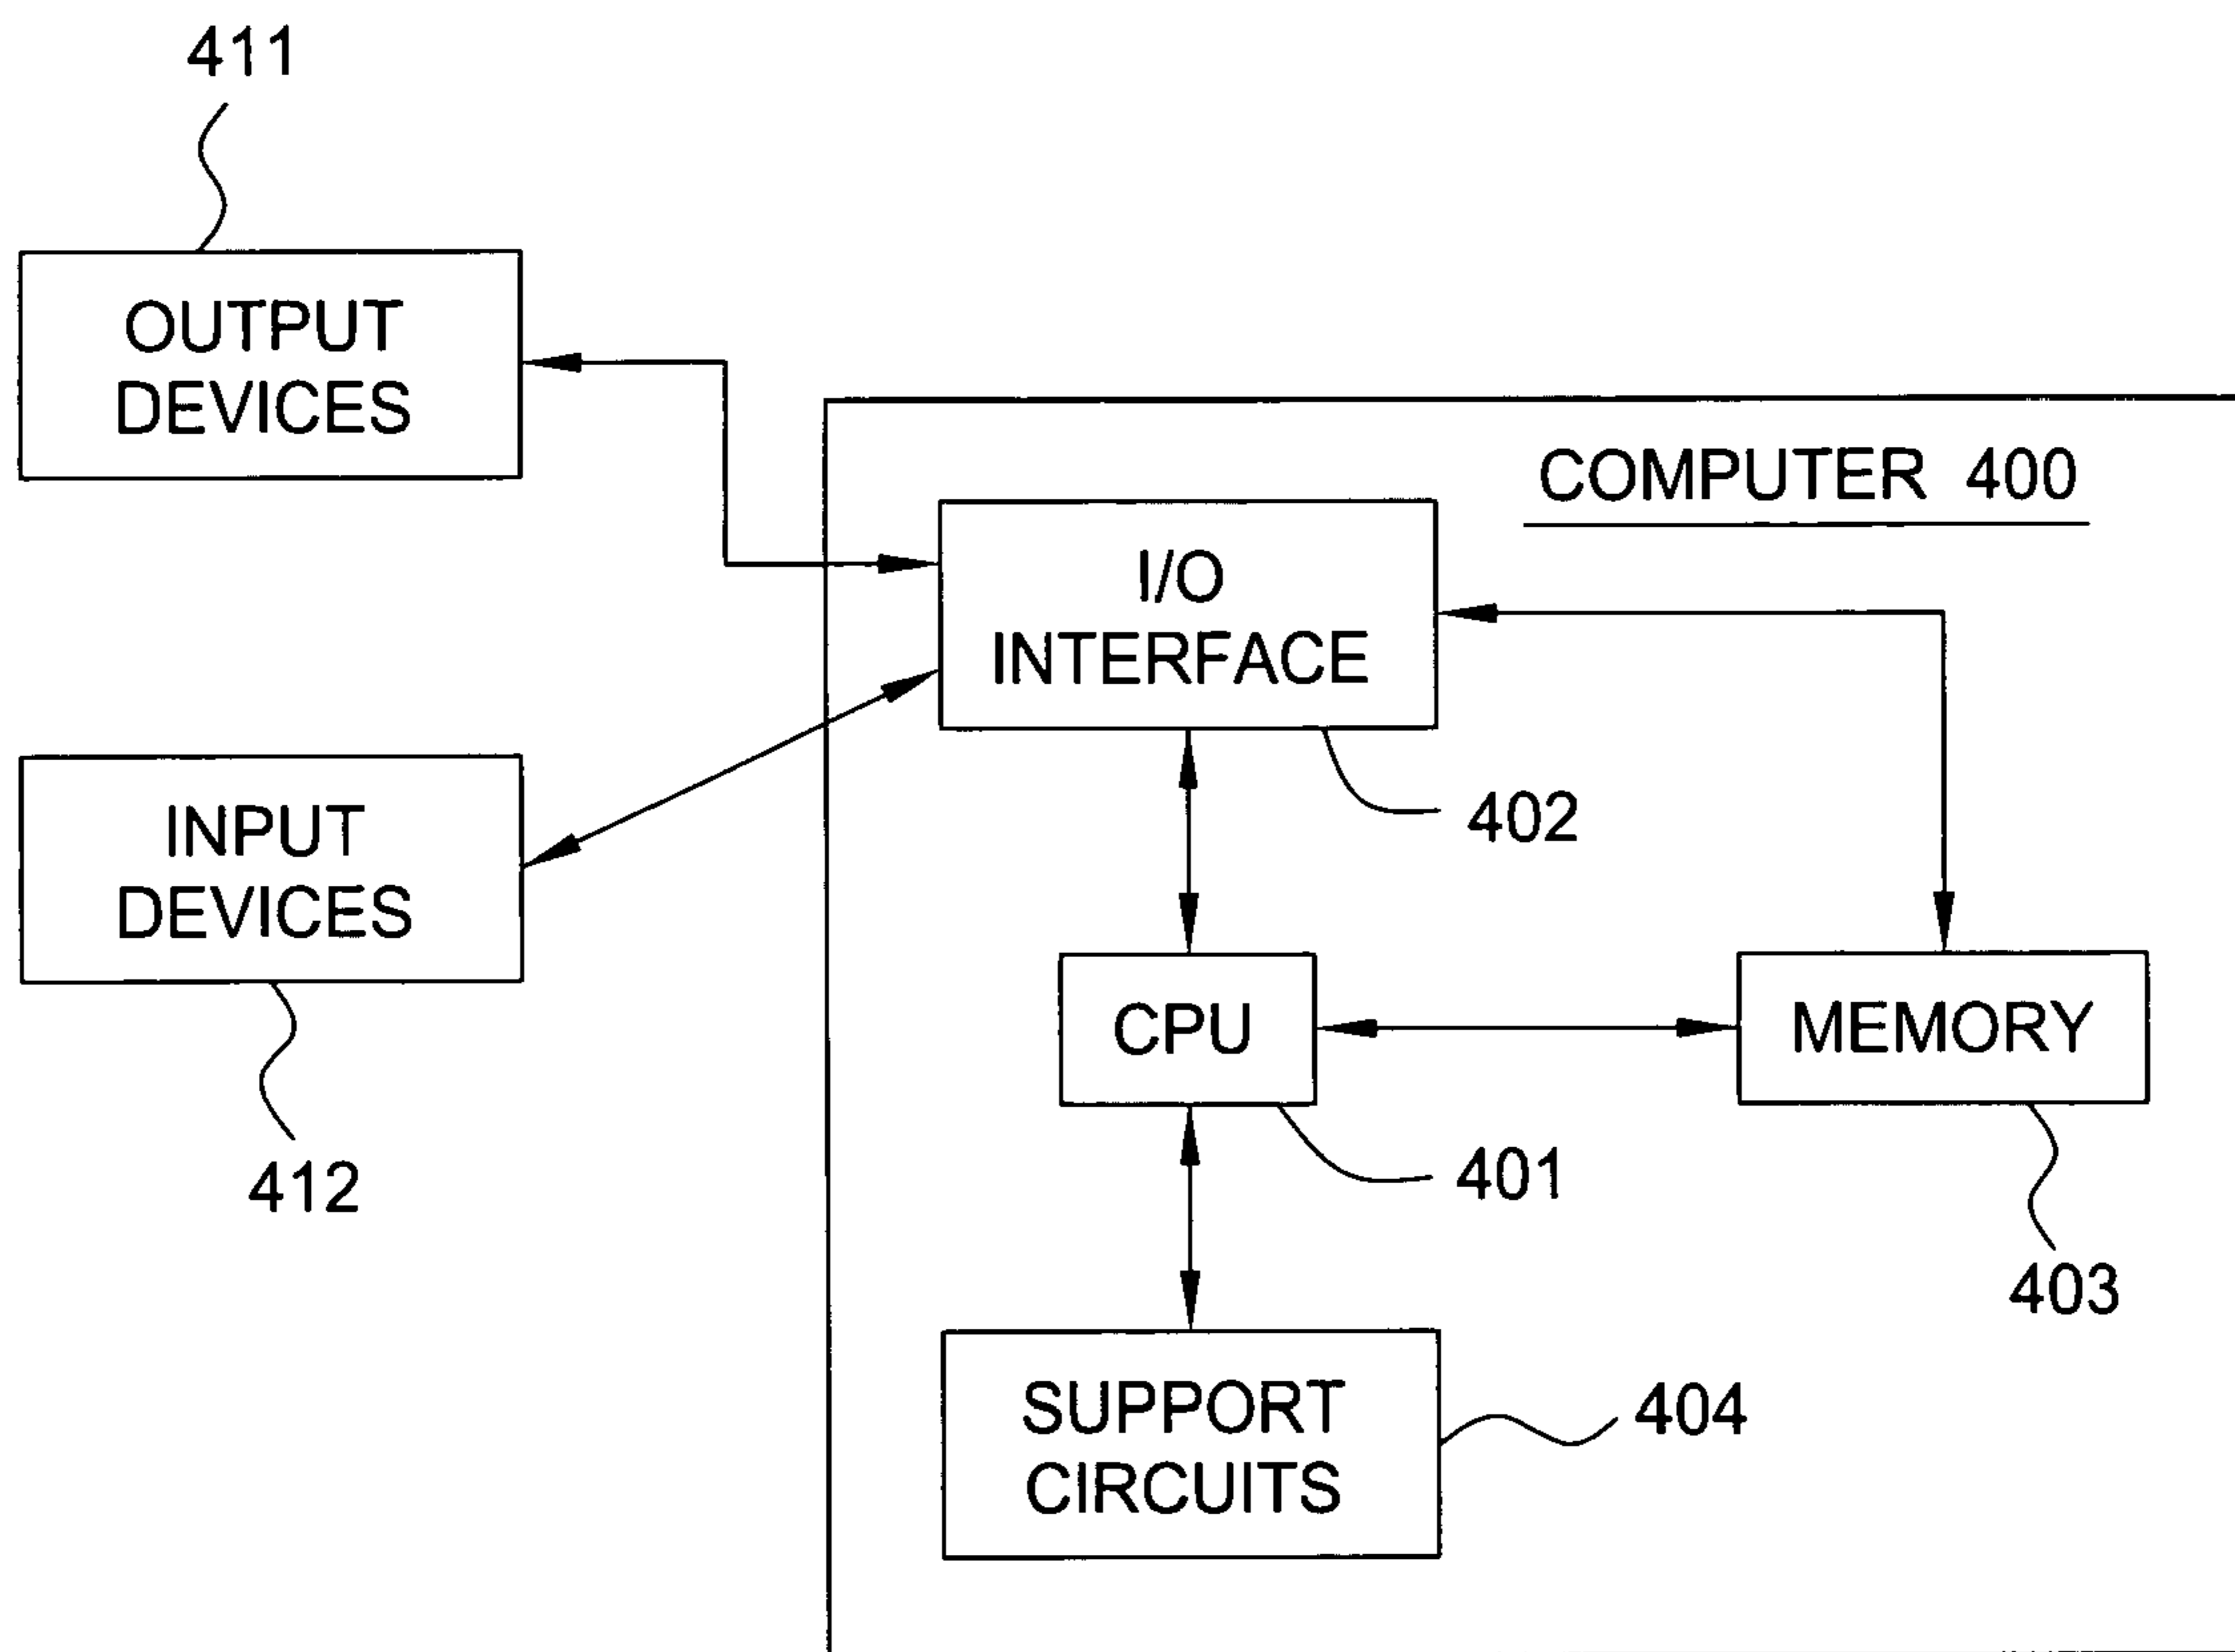 411
OUTPUT
DEVICES
COMPUTER 400
I/O
INTERFACE
402
INPUT
DEVICES
412
CPU
401
MEMORY
403
SUPPORT
CIRCUITS
404